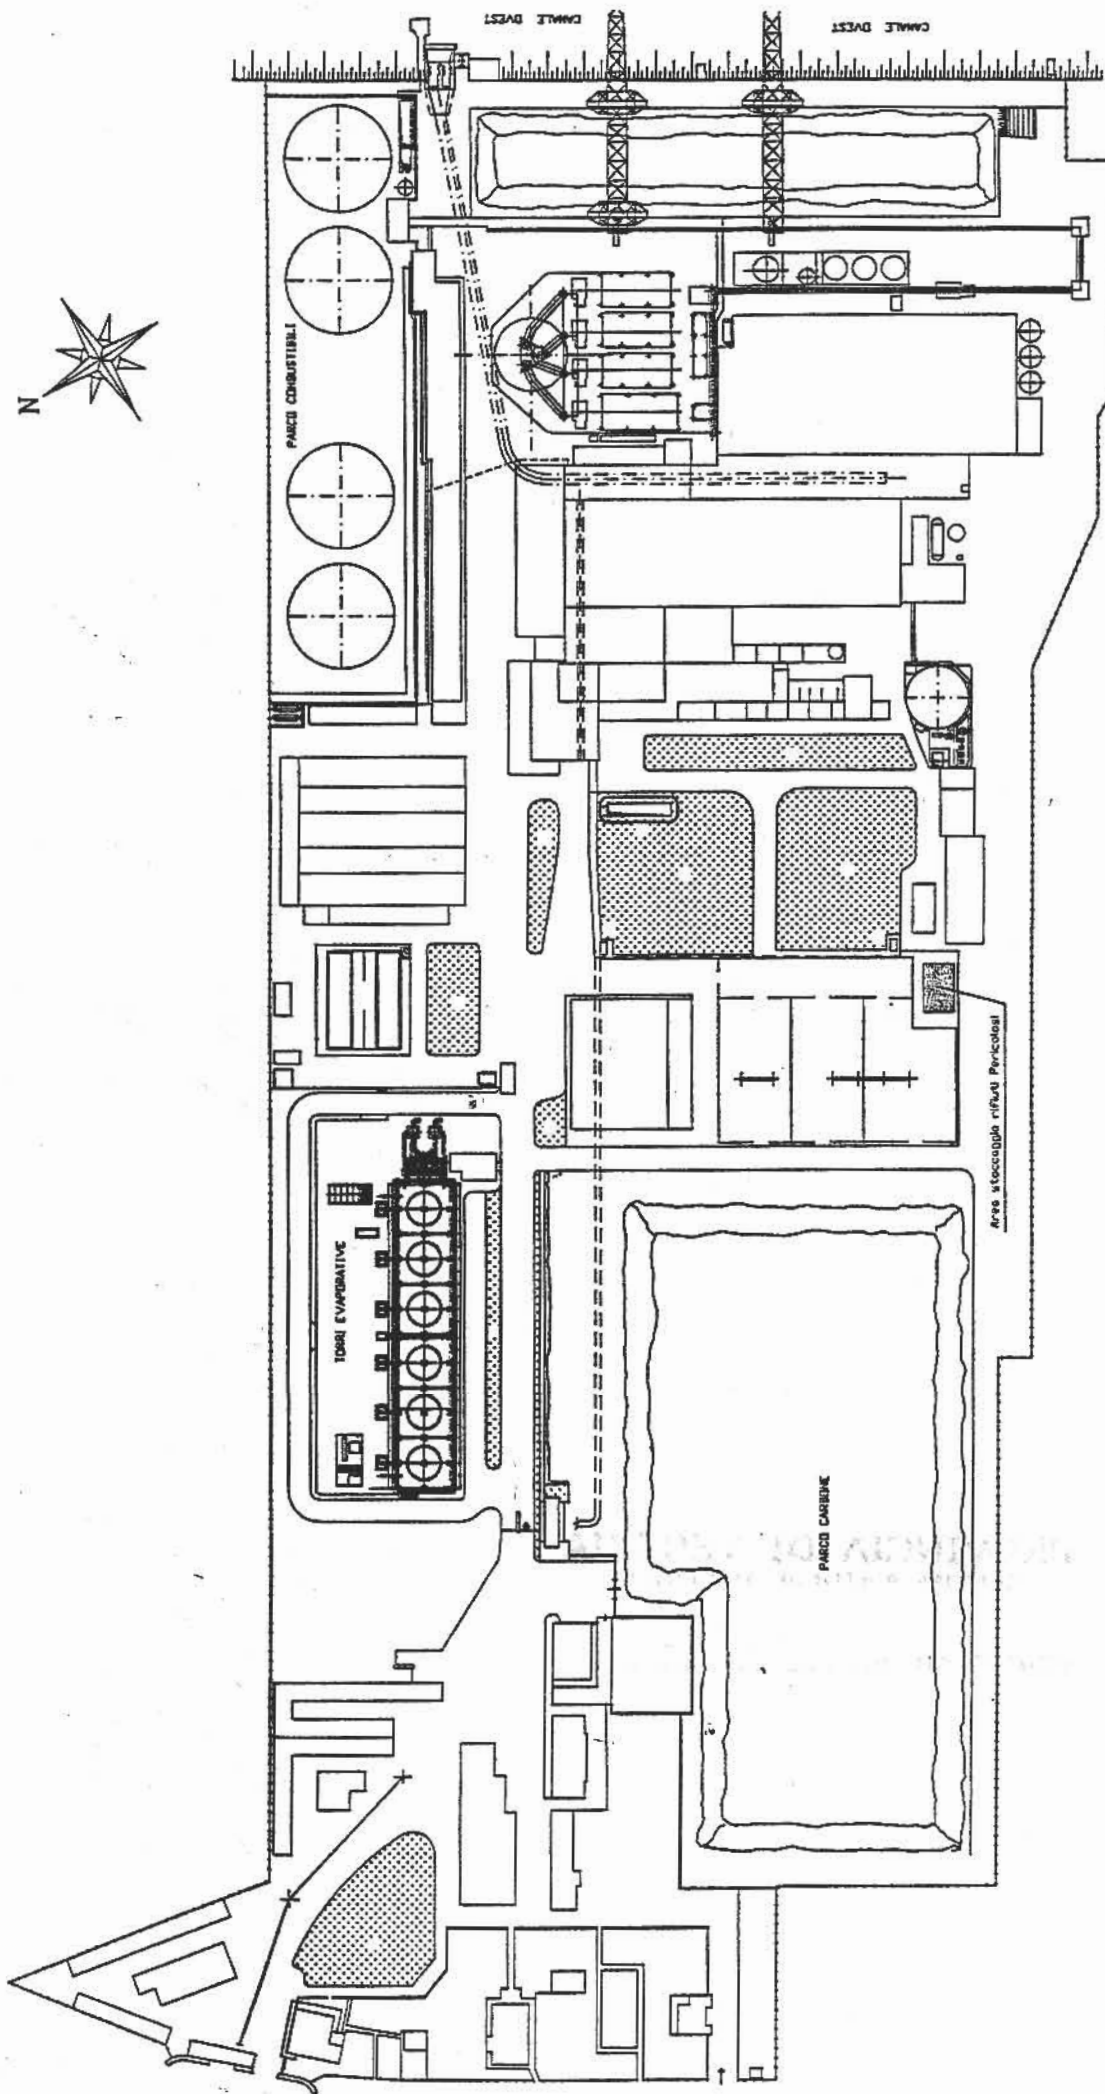 CANALE OVEST
CANALE OVEST
N
PARCO COMBUSTIBILI
Area stoccaggio rifiuti Pericolosi
TORRI EVAPORATIVE
PARCO CARBONE